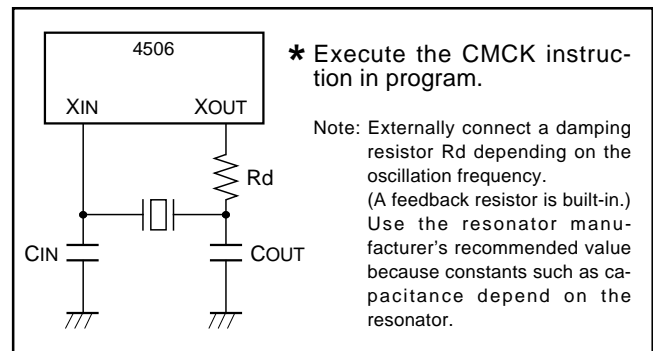 4506
XIN
XOUT
Rd
CIN
COUT
* Execute the CMCK instruc-
tion in program.
Note: Externally connect a damping
resistor Rd depending on the
oscillation frequency.
(A feedback resistor is built-in.)
Use the resonator manu-
facturer's recommended value
because constants such as ca-
pacitance depend on the
resonator.